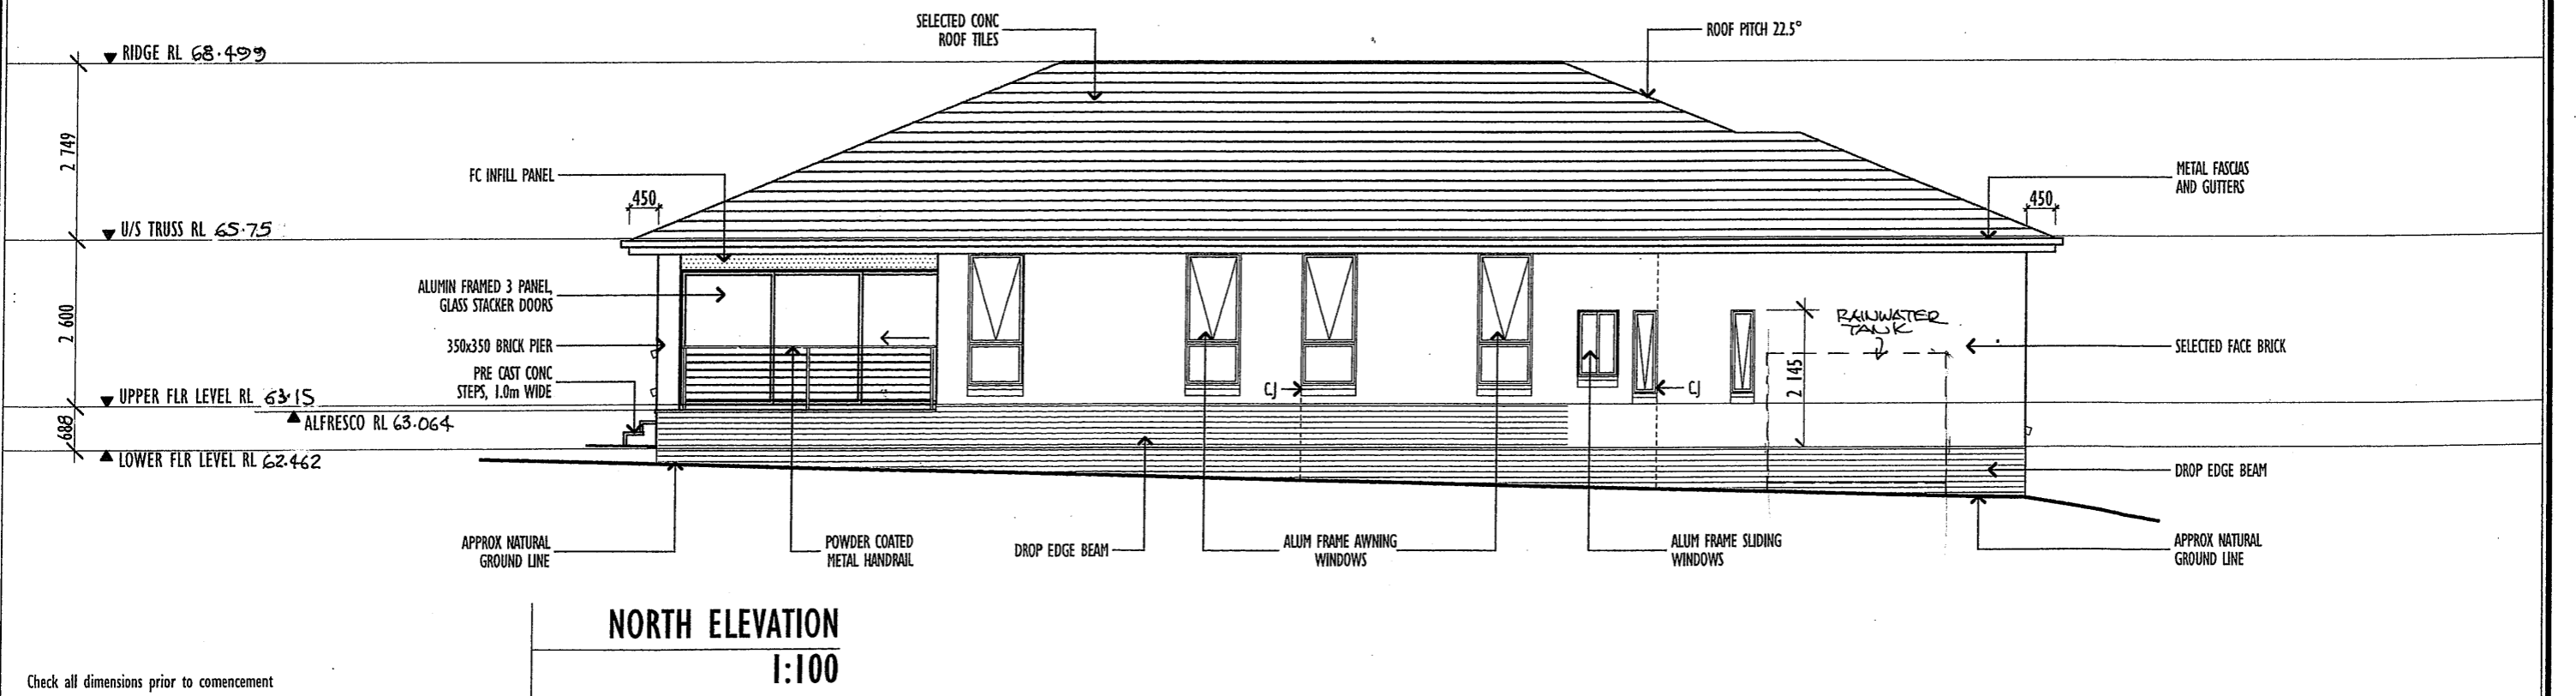 SELECTED CONC
ROOF TILES
ROOF PITCH 22.5°
RIDGE RL 68.499
2 749
FC INFILL PANEL
METAL FASCIAS
AND GUTTERS
450
450
U/S TRUSS RL 65.75
ALUMIN FRAMED 3 PANEL,
GLASS STACKER DOORS
2 600
RAINWATER
TANK
350x350 BRICK PIER
SELECTED FACE BRICK
PRE CAST CONC
STEPS, 1.0m WIDE
2 145
CJ
CJ
UPPER FLR LEVEL RL 63.15
ALFRESCO RL 63.064
688
LOWER FLR LEVEL RL 62.462
DROP EDGE BEAM
APPROX NATURAL
GROUND LINE
POWDER COATED
METAL HANDRAIL
DROP EDGE BEAM
ALUM FRAME AWNING
WINDOWS
ALUM FRAME SLIDING
WINDOWS
APPROX NATURAL
GROUND LINE
NORTH ELEVATION
1:100
Check all dimensions prior to comencement